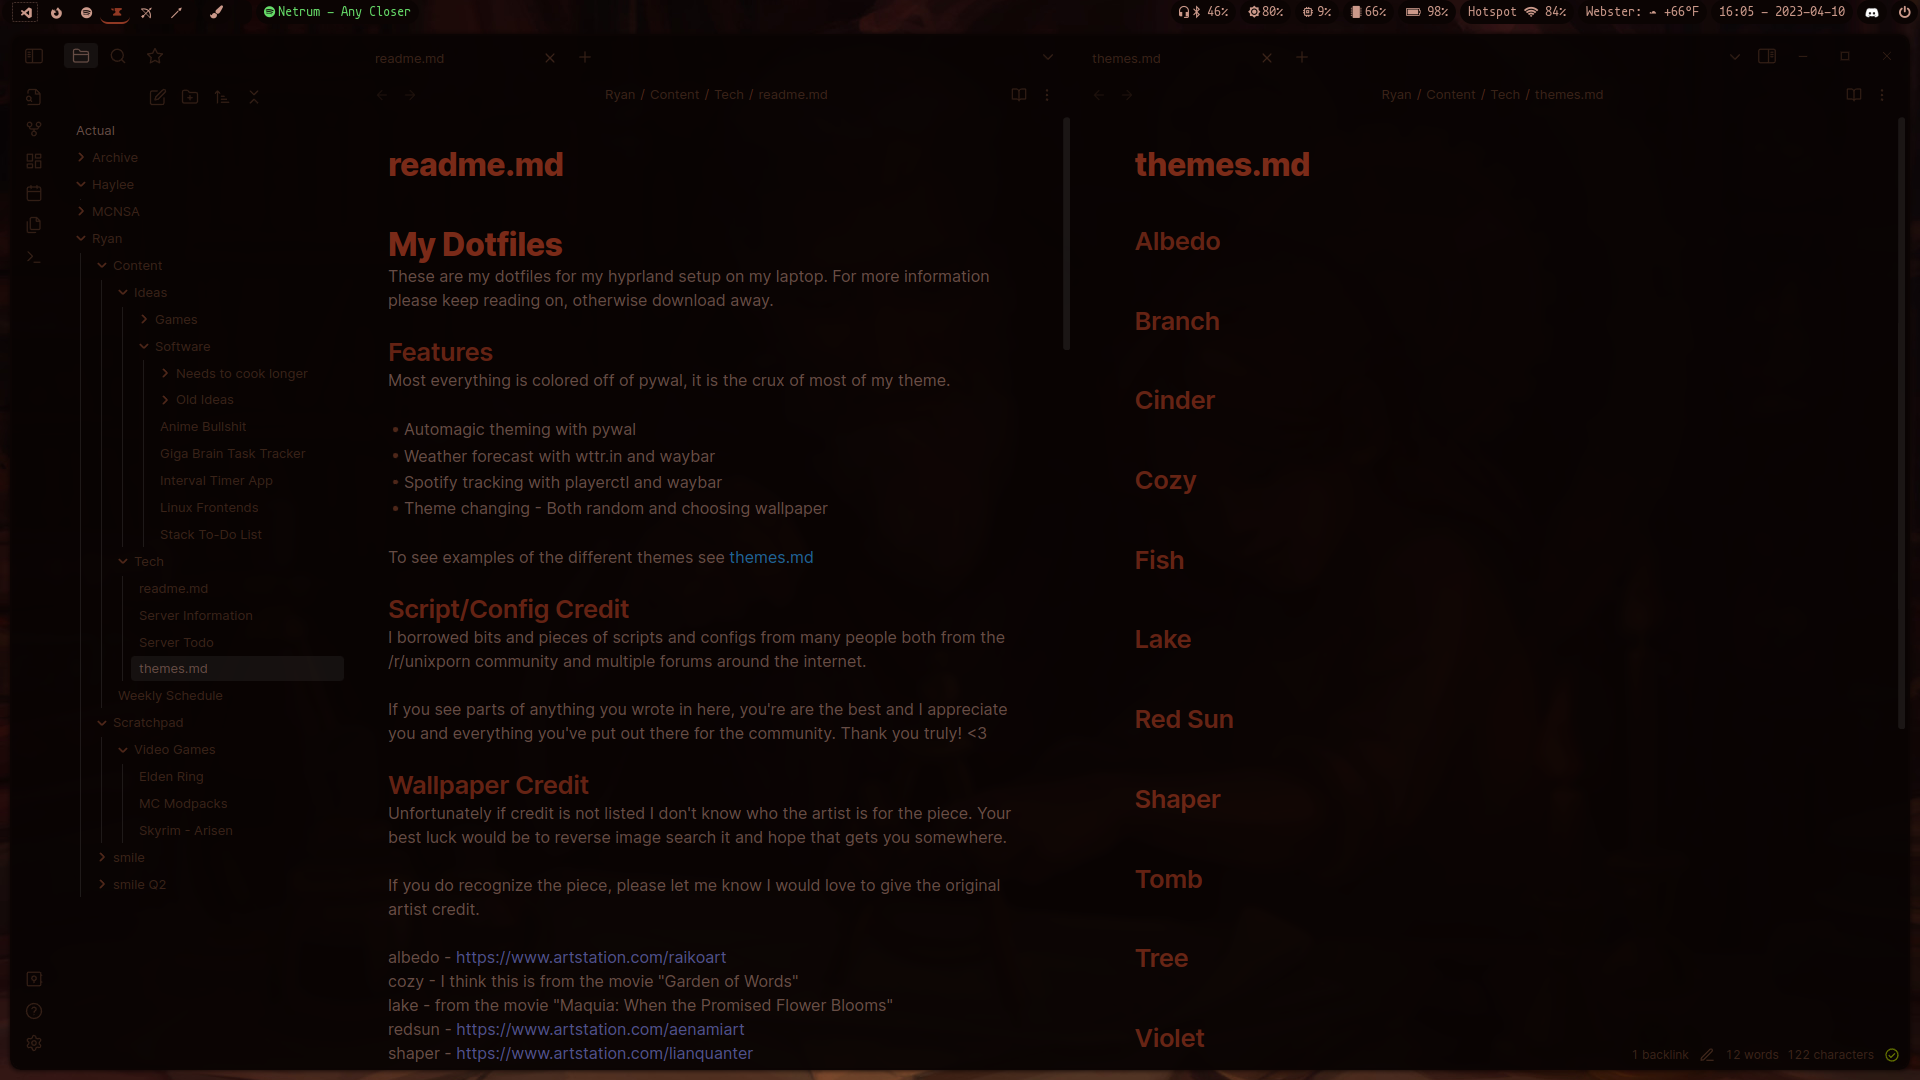 Netrum – Any Closer
46%
80%
9%
66%
98%
Hotspot 84%
Webster: +66°F
16:05 – 2023-04-10
readme.md
themes.md
Ryan / Content / Tech / readme.md
Ryan / Content / Tech / themes.md
Actual
Archive
Haylee
MCNSA
Ryan
Content
Ideas
Games
Software
Needs to cook longer
Old Ideas
Anime Bullshit
Giga Brain Task Tracker
Interval Timer App
Linux Frontends
Stack To-Do List
Tech
readme.md
Server Information
Server Todo
themes.md
Weekly Schedule
Scratchpad
Video Games
Elden Ring
MC Modpacks
Skyrim - Arisen
smile
smile Q2
readme.md
My Dotfiles
These are my dotfiles for my hyprland setup on my laptop. For more information
please keep reading on, otherwise download away.
Features
Most everything is colored off of pywal, it is the crux of most of my theme.
• Automagic theming with pywal
• Weather forecast with wttr.in and waybar
• Spotify tracking with playerctl and waybar
• Theme changing - Both random and choosing wallpaper
To see examples of the different themes see themes.md
Script/Config Credit
I borrowed bits and pieces of scripts and configs from many people both from the
/r/unixporn community and multiple forums around the internet.
If you see parts of anything you wrote in here, you're are the best and I appreciate
you and everything you've put out there for the community. Thank you truly! <3
Wallpaper Credit
Unfortunately if credit is not listed I don't know who the artist is for the piece. Your
best luck would be to reverse image search it and hope that gets you somewhere.
If you do recognize the piece, please let me know I would love to give the original
artist credit.
albedo - https://www.artstation.com/raikoart
cozy - I think this is from the movie "Garden of Words"
lake - from the movie "Maquia: When the Promised Flower Blooms"
redsun - https://www.artstation.com/aenamiart
shaper - https://www.artstation.com/lianquanter
themes.md
Albedo
Branch
Cinder
Cozy
Fish
Lake
Red Sun
Shaper
Tomb
Tree
Violet
1 backlink
12 words
122 characters